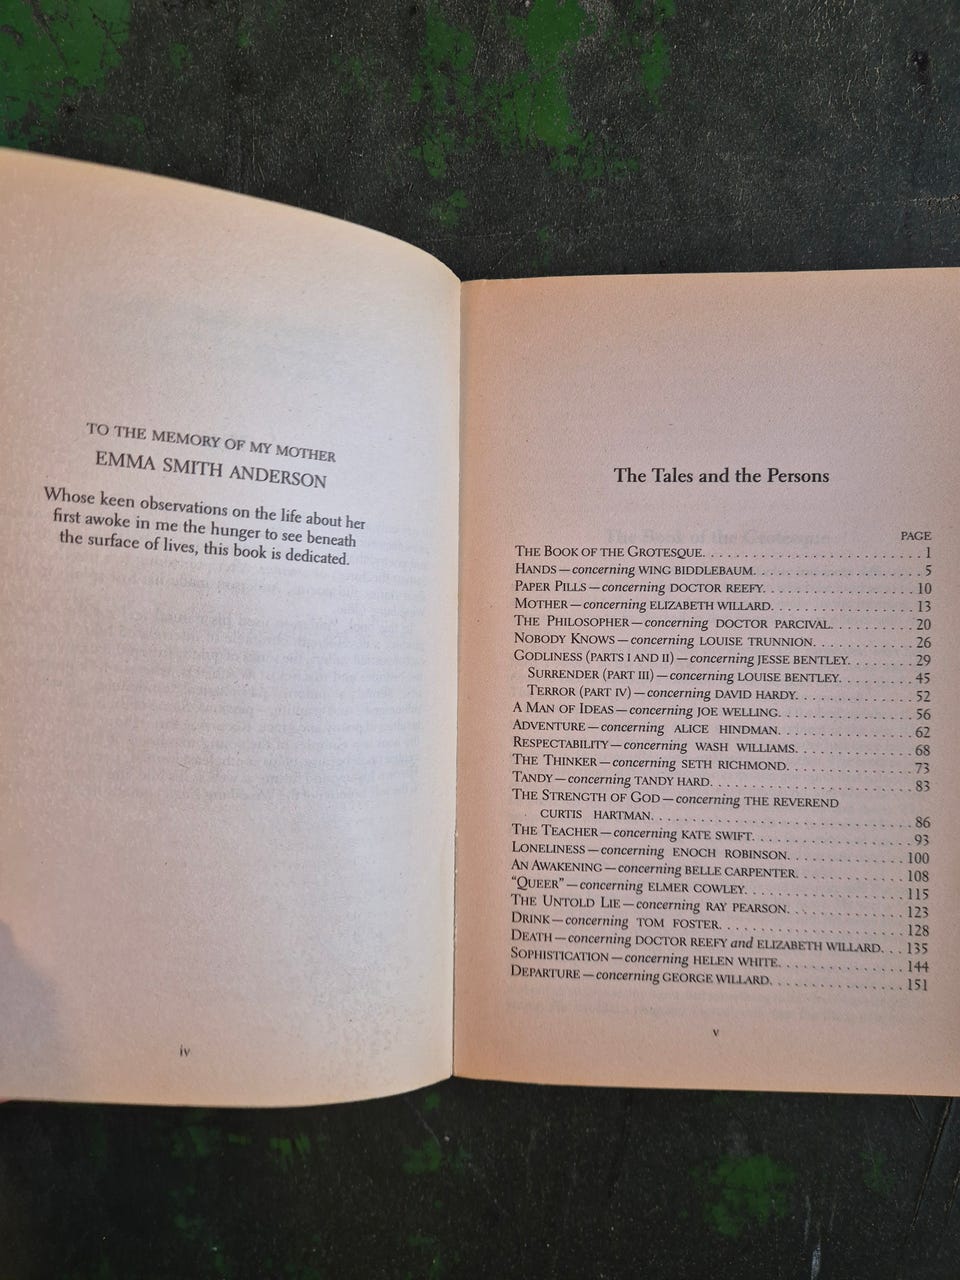 TO THE MEMORY OF MY MOTHER
EMMA SMITH ANDERSON
Whose keen observations on the life about her
first awoke in me the hunger to see beneath
the surface of lives, this book is dedicated.
iv
The Tales and the Persons
PAGE
THE BOOK OF THE GROTESQUE. . . . . . . . . . . . . . . . . . . . . . . . . 1
HANDS—concerning WING BIDDLEBAUM. . . . . . . . . . . . . . . . . . . 5
PAPER PILLS—concerning DOCTOR REEFY. . . . . . . . . . . . . . . . . 10
MOTHER—concerning ELIZABETH WILLARD. . . . . . . . . . . . . . . . 13
THE PHILOSOPHER—concerning DOCTOR PARCIVAL. . . . . . . . . 20
NOBODY KNOWS—concerning LOUISE TRUNNION. . . . . . . . . . . 26
GODLINESS (PARTS I AND II)—concerning JESSE BENTLEY. . . . . . . 29
SURRENDER (PART III)—concerning LOUISE BENTLEY. . . . . . . . 45
TERROR (PART IV)—concerning DAVID HARDY. . . . . . . . . . . . . 52
A MAN OF IDEAS—concerning JOE WELLING. . . . . . . . . . . . . . . 56
ADVENTURE—concerning ALICE HINDMAN. . . . . . . . . . . . . . . 62
RESPECTABILITY—concerning WASH WILLIAMS. . . . . . . . . . . . . 68
THE THINKER—concerning SETH RICHMOND. . . . . . . . . . . . . . 73
TANDY—concerning TANDY HARD. . . . . . . . . . . . . . . . . . . . . . 83
THE STRENGTH OF GOD—concerning THE REVEREND
CURTIS HARTMAN. . . . . . . . . . . . . . . . . . . . . . . . . . . . 86
THE TEACHER—concerning KATE SWIFT. . . . . . . . . . . . . . . . . . 93
LONELINESS—concerning ENOCH ROBINSON. . . . . . . . . . . . . . 100
AN AWAKENING—concerning BELLE CARPENTER. . . . . . . . . . . . 108
"QUEER"—concerning ELMER COWLEY. . . . . . . . . . . . . . . . . . 115
THE UNTOLD LIE—concerning RAY PEARSON. . . . . . . . . . . . . . 123
DRINK—concerning TOM FOSTER. . . . . . . . . . . . . . . . . . . . . 128
DEATH—concerning DOCTOR REEFY and ELIZABETH WILLARD. . . 135
SOPHISTICATION—concerning HELEN WHITE. . . . . . . . . . . . . . 144
DEPARTURE—concerning GEORGE WILLARD. . . . . . . . . . . . . . . 151
v